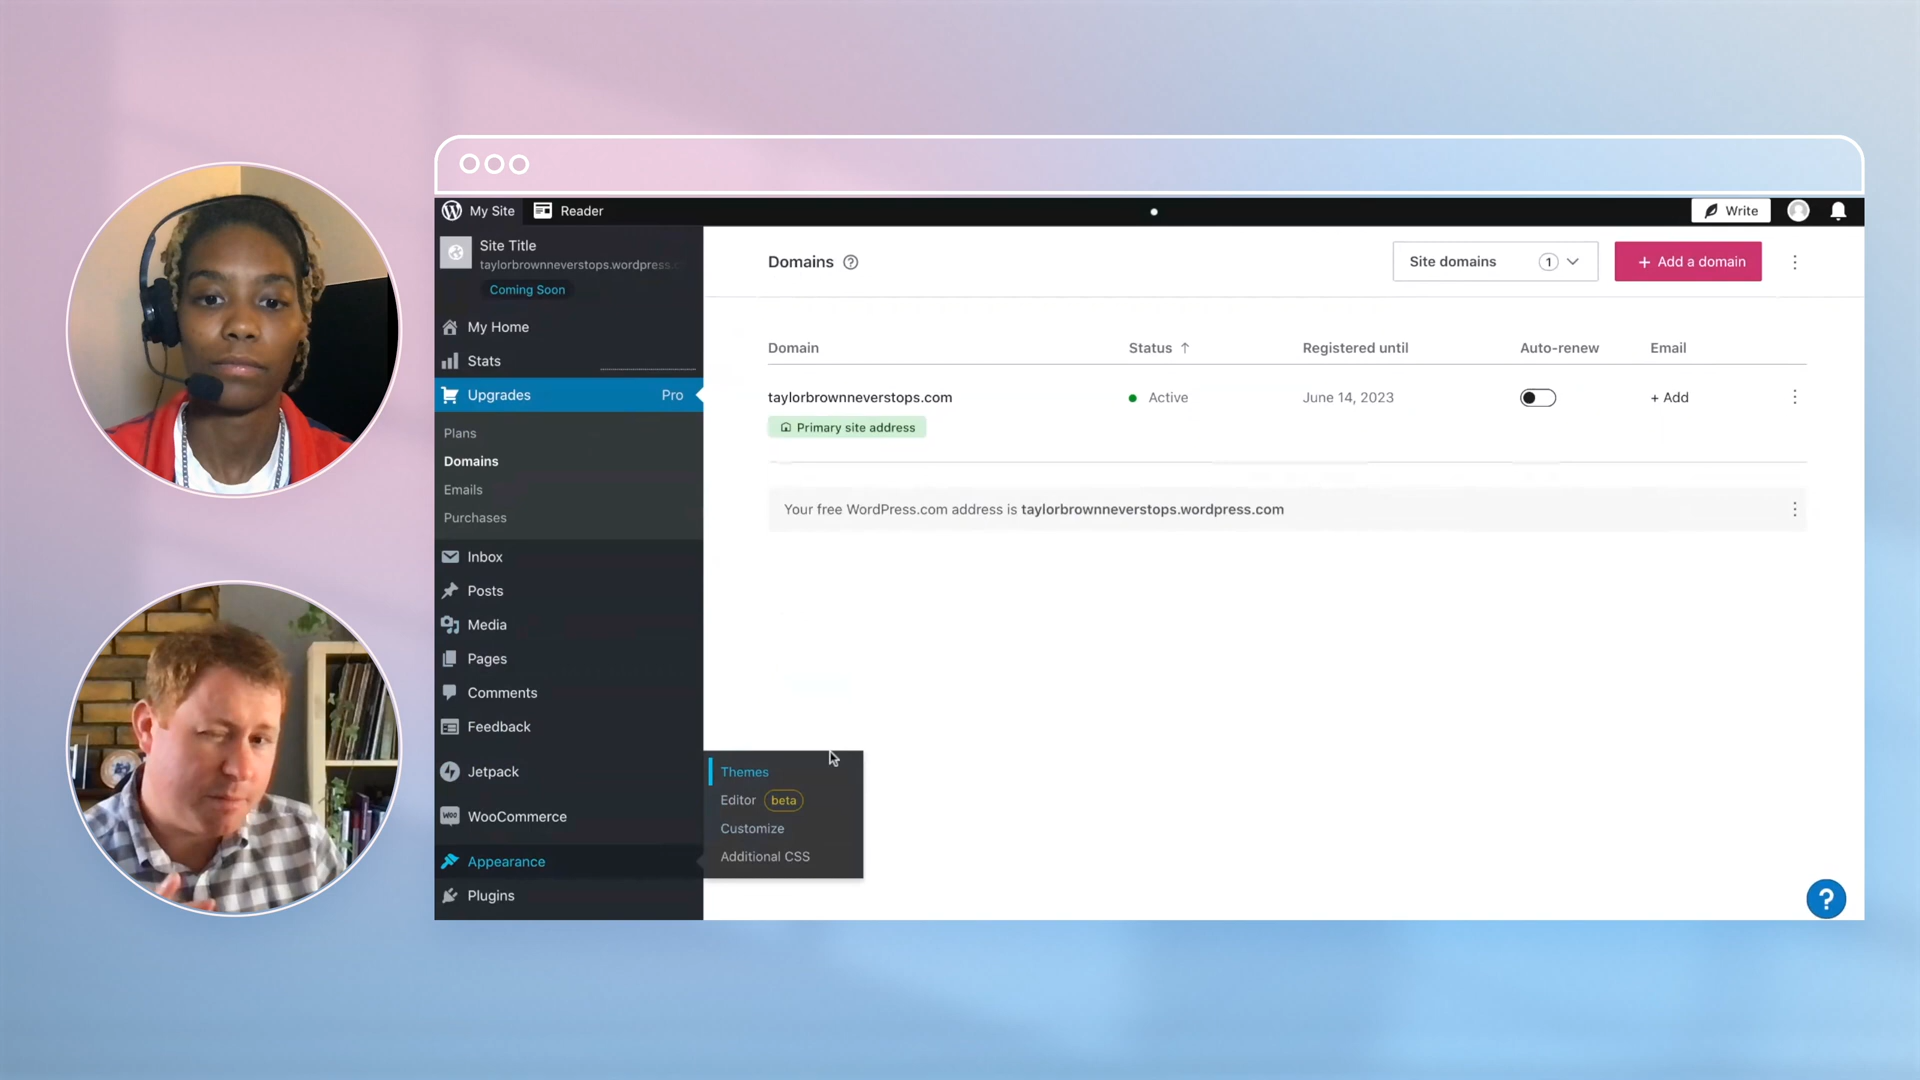 My Site
Reader
Write
Site Title
taylorbrownneverstops.wordpress.c
Coming Soon
My Home
Stats
Upgrades Pro
Plans
Domains
Emails
Purchases
Inbox
Posts
Media
Pages
Comments
Feedback
Jetpack
WOO WooCommerce
Appearance
Plugins
Themes
Editor beta
Customize
Additional CSS
Domains ?
Site domains 1
+ Add a domain
Domain Status ↑ Registered until Auto-renew Email
taylorbrownneverstops.com Active June 14, 2023 + Add
Primary site address
Your free WordPress.com address is taylorbrownneverstops.wordpress.com
?